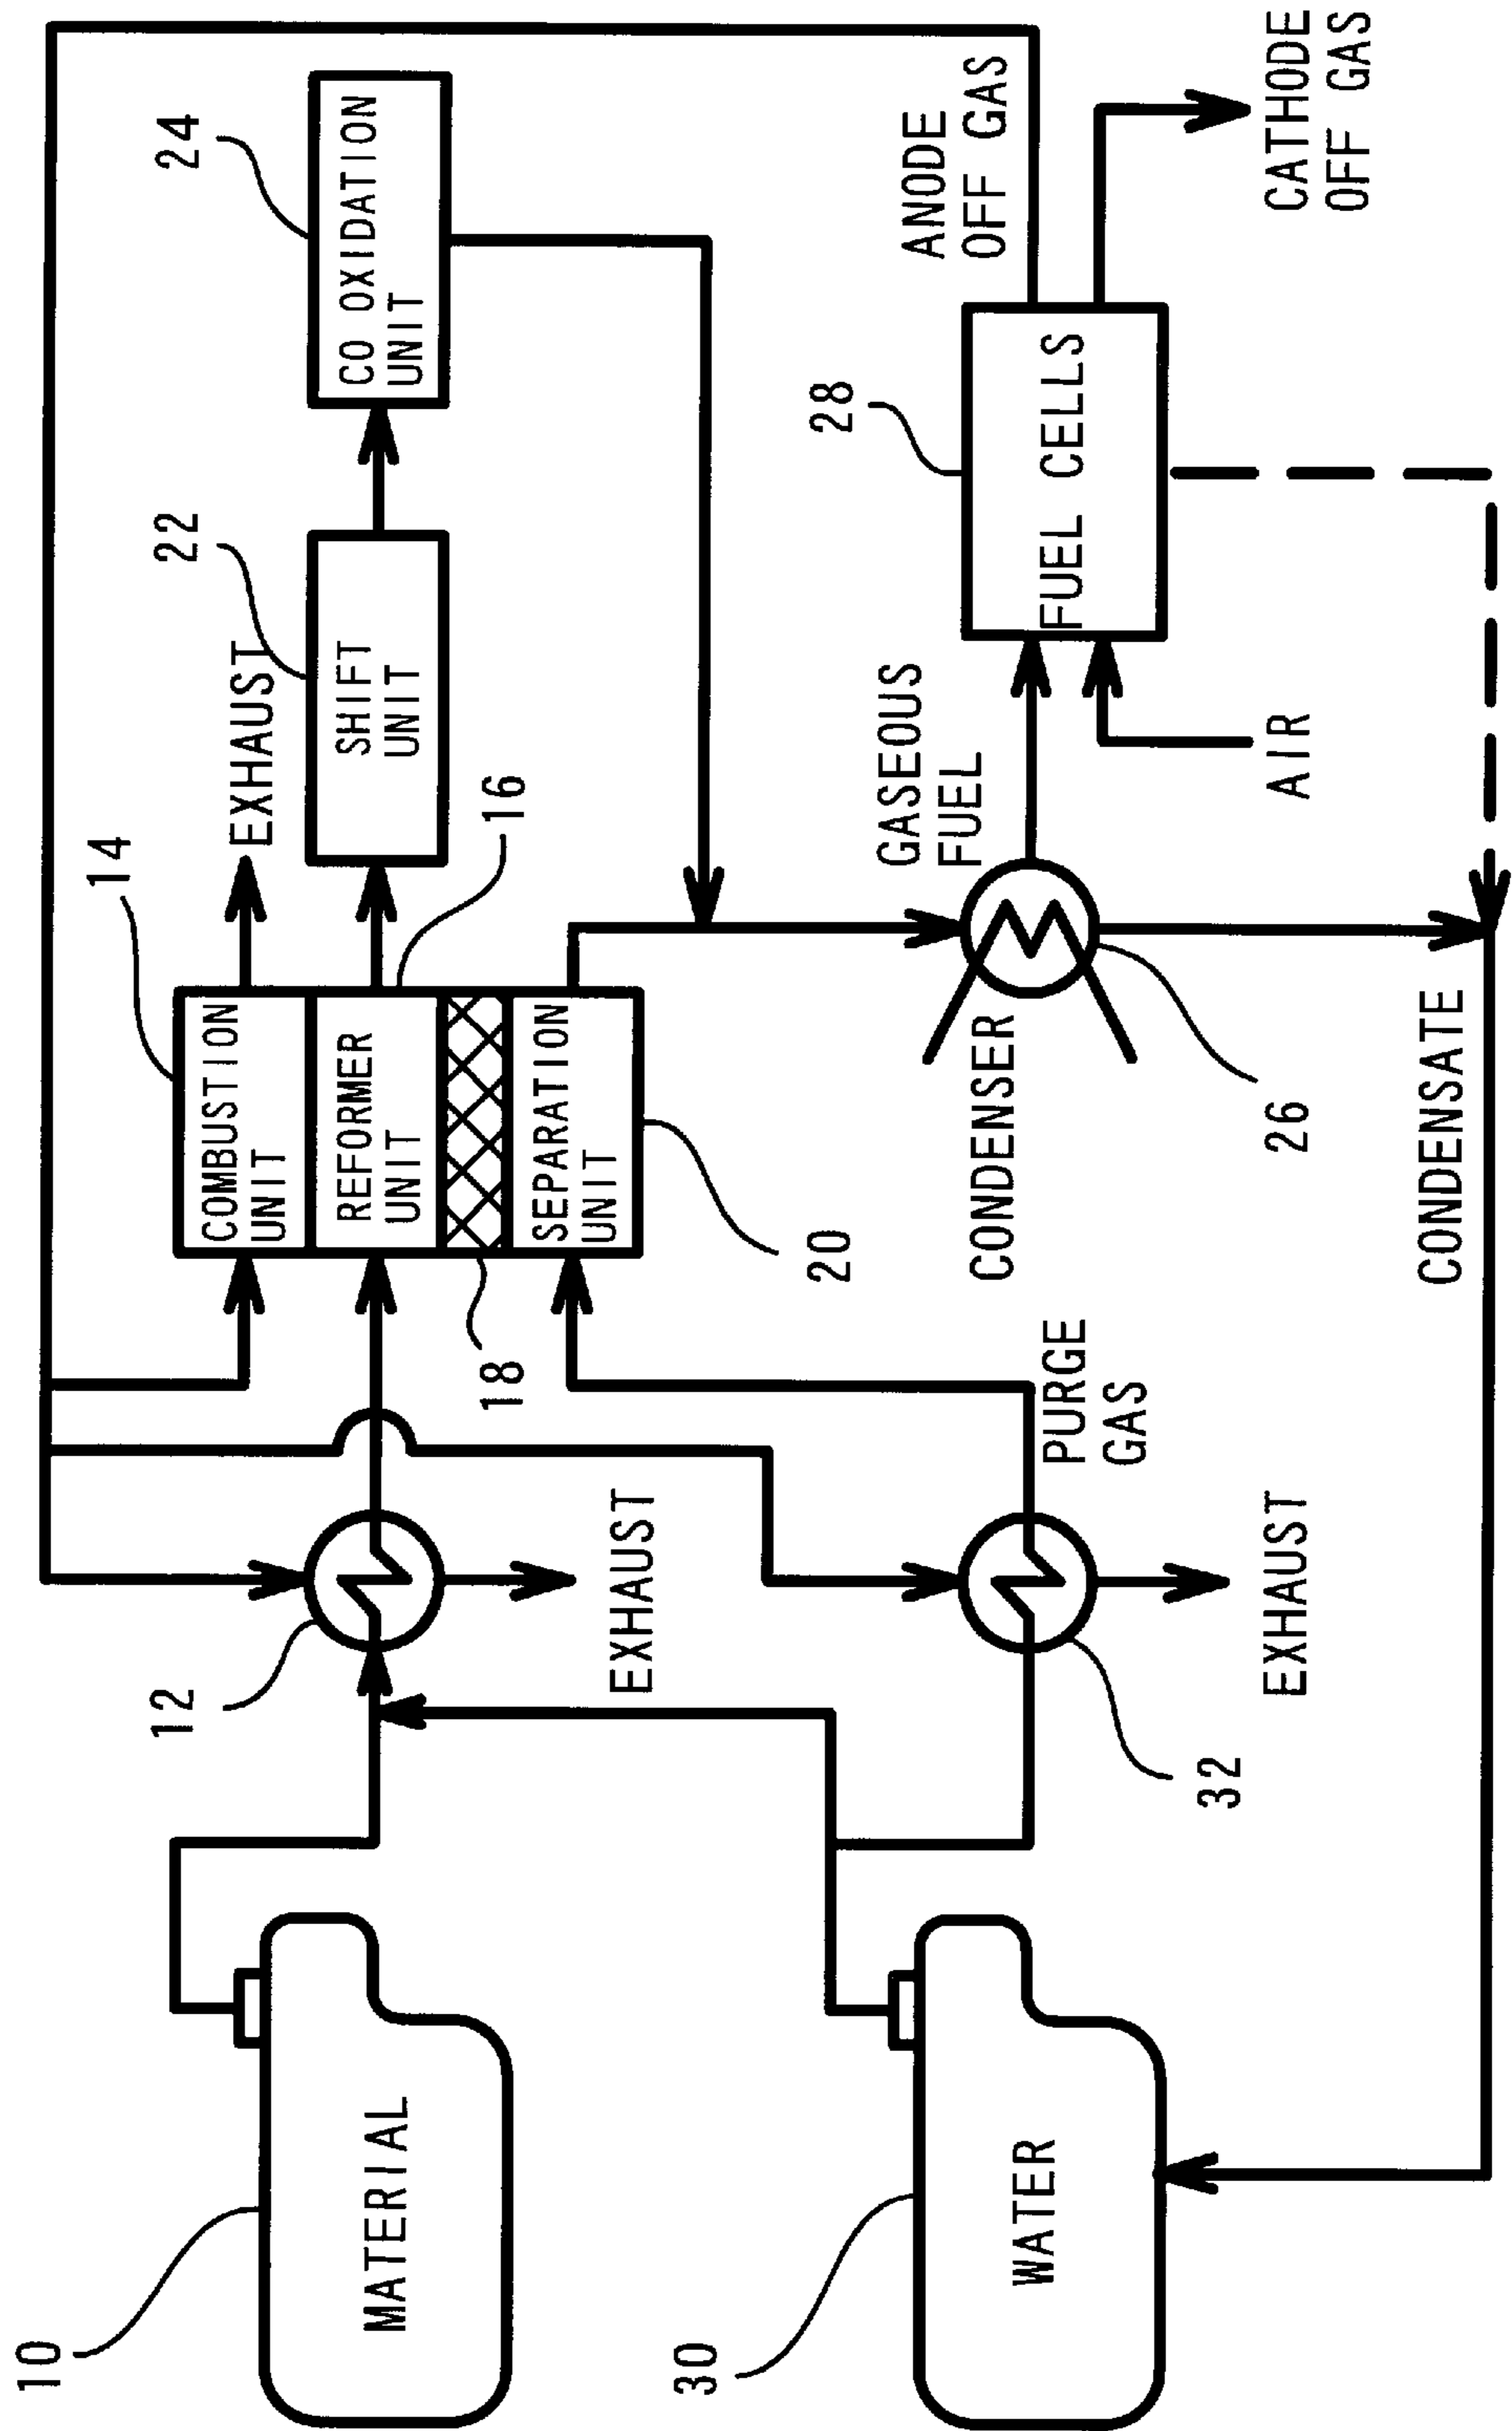 24
CO OXIDATION
UNIT
ANODE
OFF GAS
CATHODE
OFF GAS
22
EXHAUST
SHIFT
UNIT
28
FUEL CELLS
14
16
GASEOUS
FUEL
AIR
COMBUSTION
UNIT
REFORMER
UNIT
SEPARATION
UNIT
18
20
CONDENSER
26
CONDENSATE
12
EXHAUST
PURGE
GAS
EXHAUST
32
10
MATERIAL
30
WATER